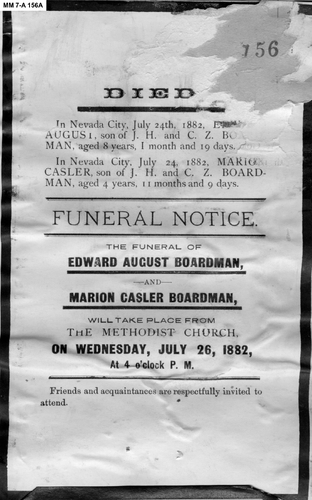 MM 7-A 156A
156
DIED
In Nevada City, July 24th, 1882,
AUGUST, son of J. H. and C. Z.
MAN, aged 8 years, 1 month and 19 days.
In Nevada City, July 24, 1882, MARION
CASLER, son of J. H. and C. Z. BOARD-
MAN, aged 4 years, 11 months and 9 days.
FUNERAL NOTICE.
THE FUNERAL OF
EDWARD AUGUST BOARDMAN,
—AND—
MARION CASLER BOARDMAN,
WILL TAKE PLACE FROM
THE METHODIST CHURCH,
ON WEDNESDAY, JULY 26, 1882,
At 4 o'clock P. M.
Friends and acquaintances are respectfully invited to
attend.